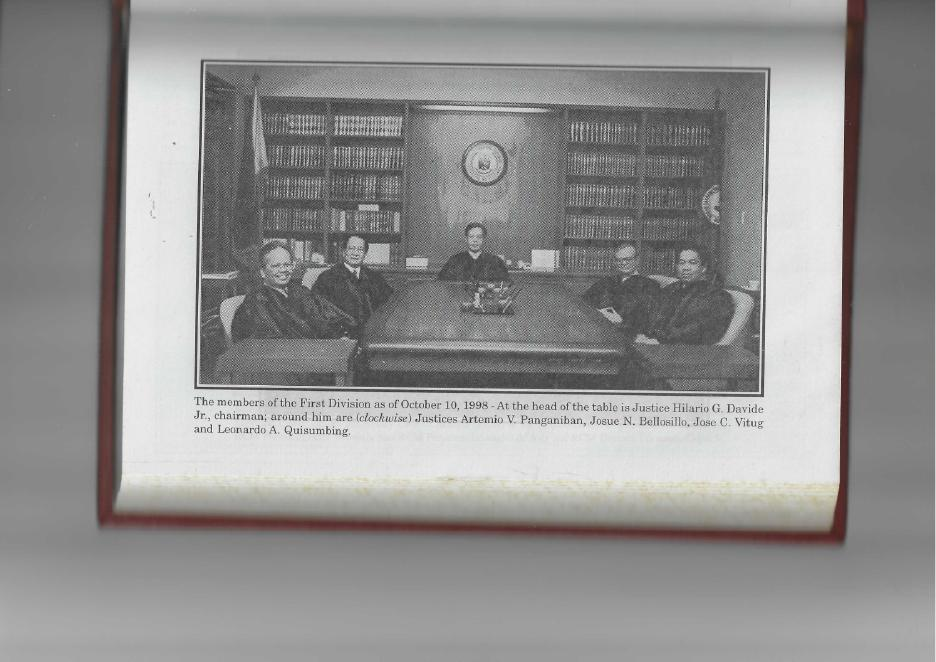 The members of the First Division as of October 10, 1998 - At the head of the table is Justice Hilario G. Davide
Jr., chairman; around him are (clockwise) Justices Artemio V. Panganiban, Josue N. Bellosillo, Jose C. Vitug
and Leonardo A. Quisumbing.